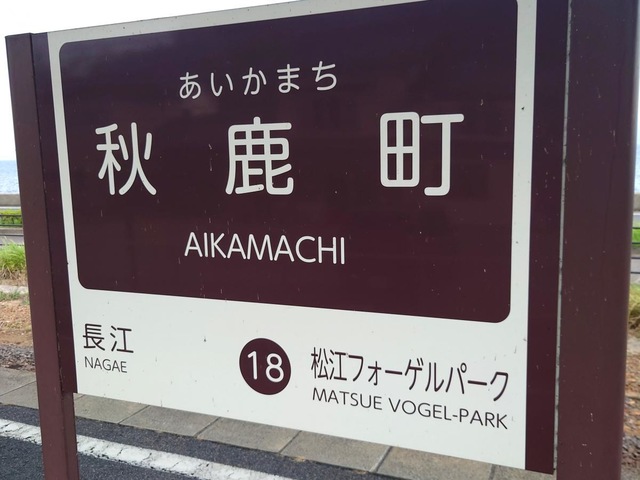 あいかまち
秋鹿町
AIKAMACHI
長江
NAGAE
18
松江フォーゲルパーク
MATSUE VOGEL-PARK